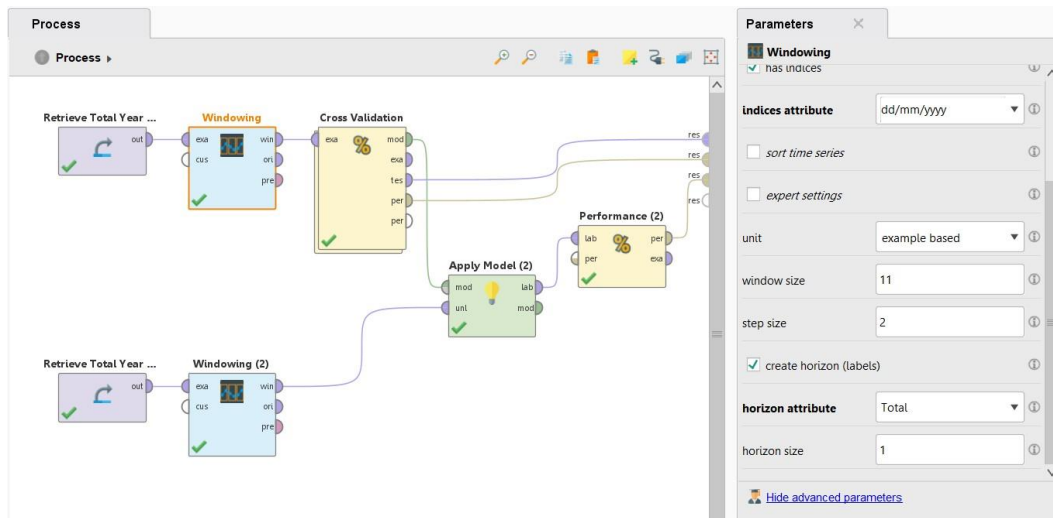 Process
Process
Retrieve Total Year ...
out
Windowing
exa
cus
win
ori
pre
Cross Validation
exa
mod
exa
tes
per
per
res
res
res
res
Performance (2)
lab
per
per
exa
Apply Model (2)
mod
unl
lab
mod
Retrieve Total Year ...
out
Windowing (2)
exa
cus
win
ori
pre
Parameters
Windowing
has indices
indices attribute
dd/mm/yyyy
sort time series
expert settings
unit
example based
window size
11
step size
2
create horizon (labels)
horizon attribute
Total
horizon size
1
Hide advanced parameters